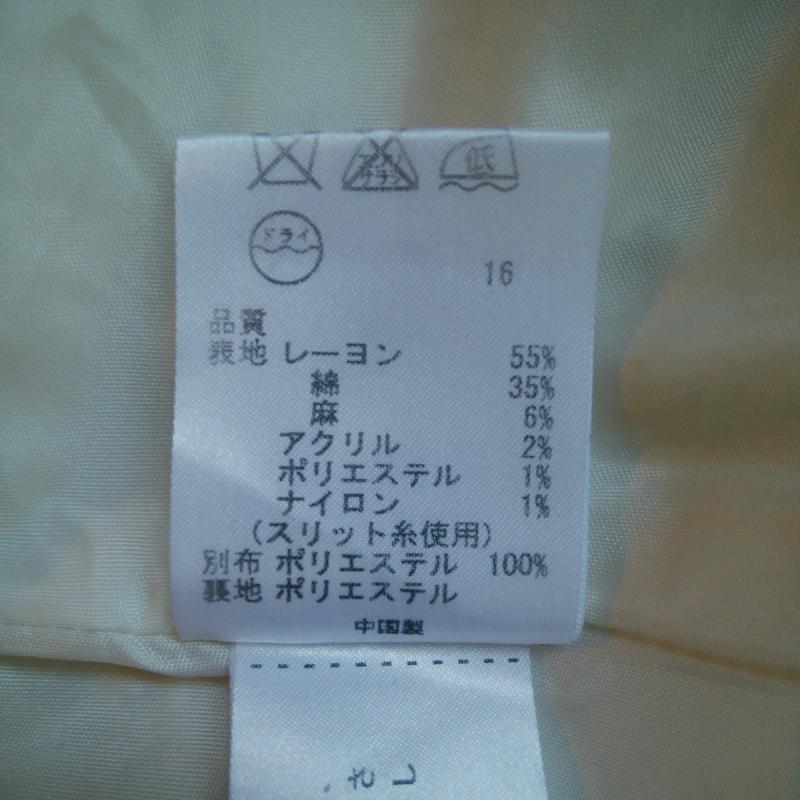 低
ドライ
16
品質
表地 レーヨン 55%
綿 35%
麻 6%
アクリル 2%
ポリエステル 1%
ナイロン 1%
(スリット糸使用)
別布 ポリエステル 100%
裏地 ポリエステル
中国製